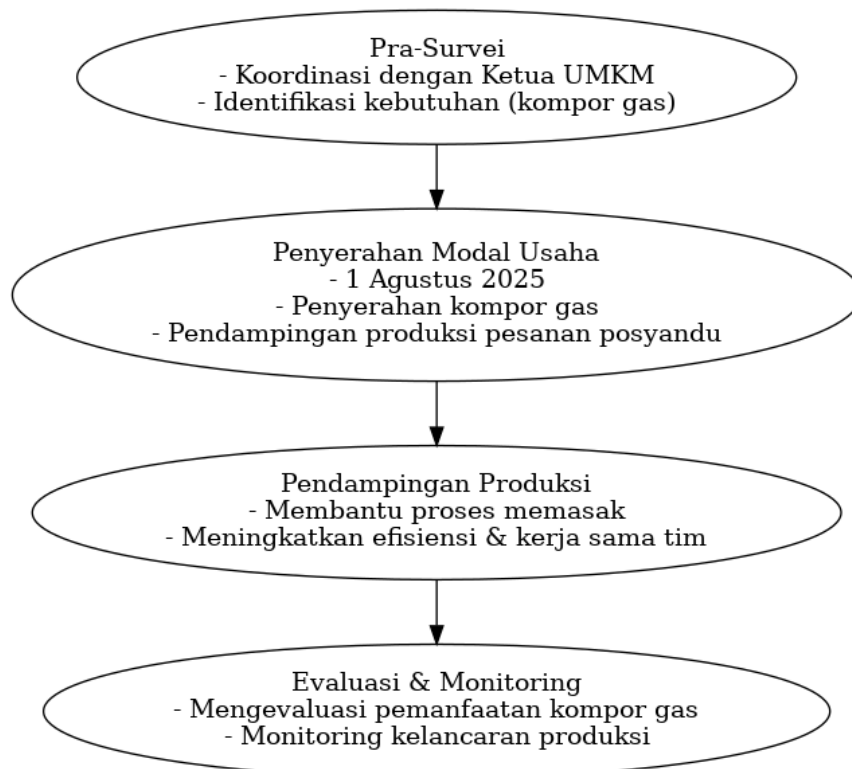 Pra-Survei
- Koordinasi dengan Ketua UMKM
- Identifikasi kebutuhan (kompor gas)
Penyerahan Modal Usaha
- 1 Agustus 2025
- Penyerahan kompor gas
- Pendampingan produksi pesanan posyandu
Pendampingan Produksi
- Membantu proses memasak
- Meningkatkan efisiensi & kerja sama tim
Evaluasi & Monitoring
- Mengevaluasi pemanfaatan kompor gas
- Monitoring kelancaran produksi